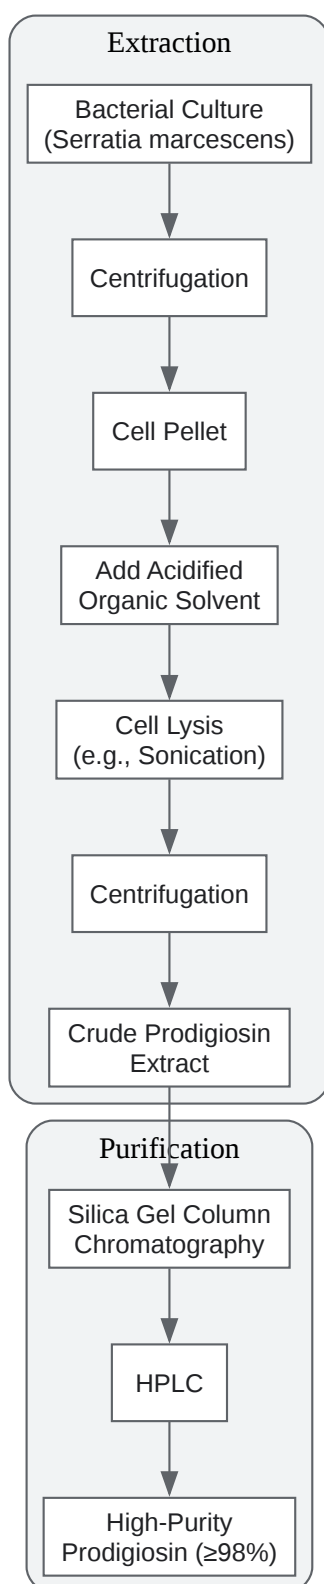 Extraction
Bacterial Culture
(Serratia marcescens)
Centrifugation
Cell Pellet
Add Acidified
Organic Solvent
Cell Lysis
(e.g., Sonication)
Centrifugation
Crude Prodigiosin
Extract
Purification
Silica Gel Column
Chromatography
HPLC
High-Purity
Prodigiosin (≥98%)